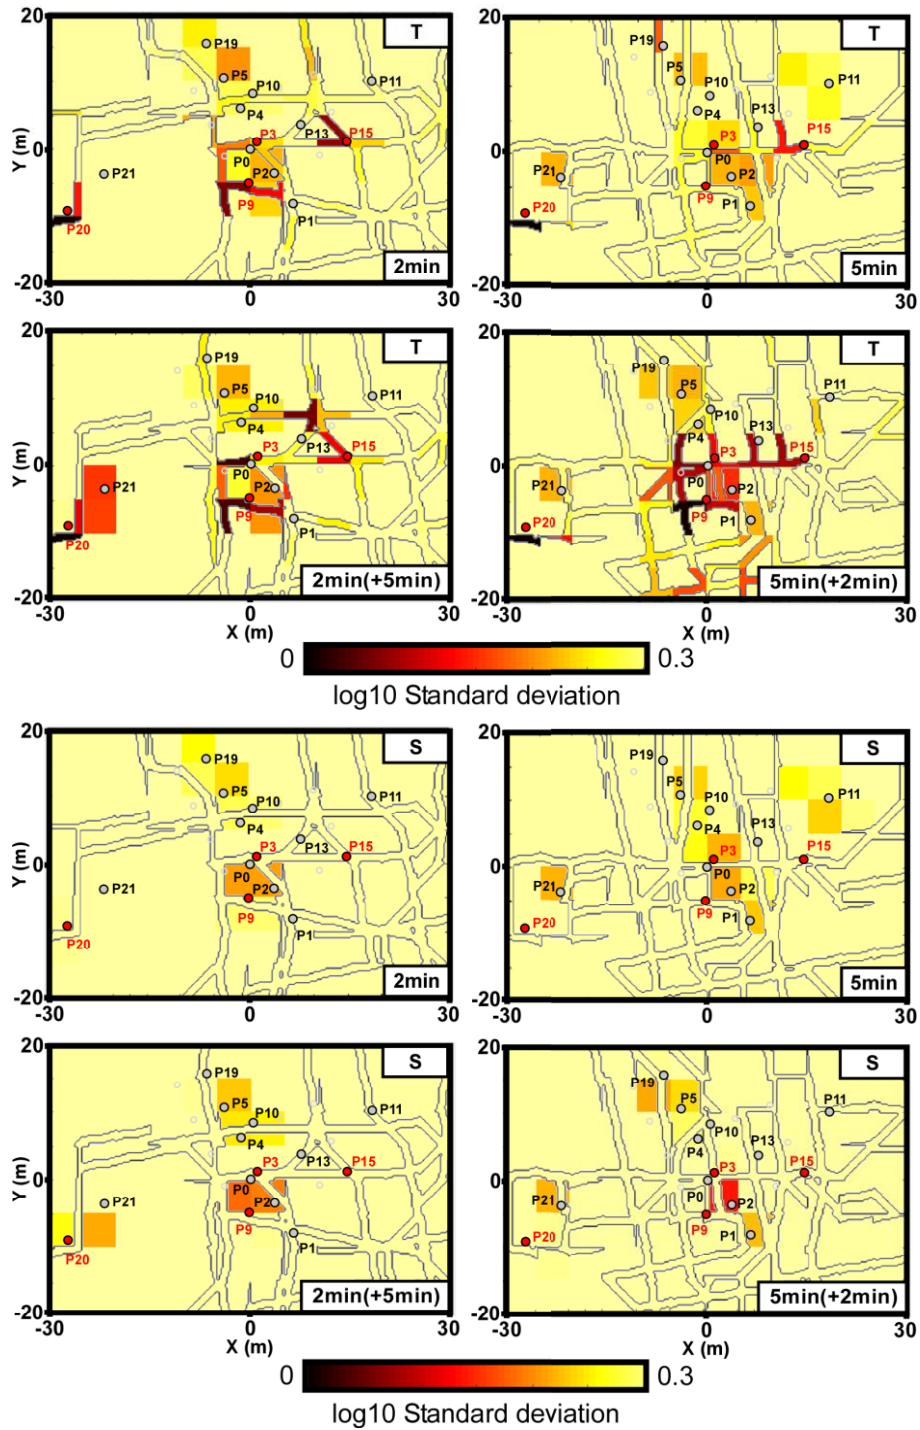 20 T 20 T
P19 P19
P5 P11 P5 P11
P10 P10
P4 P4 P13
P3 P13 P15 P3 P15
Y (m) 0 0
P0 P0
P21 P2 P21 P2
P9 P1 P9 P1
P20 P20
-20 2min -20 5min
-30 0 30 -30 0 30
20 T 20 T
P19 P19
P5 P11 P5 P11
P10 P10
P4 P13 P4 P13
P3 P15 P3 P15
Y (m) 0 0
P0 P0
P21 P2 P21 P2
P9 P1 P9 P1
P20 P20
-20 2min(+5min) -20 5min(+2min)
-30 0 30 -30 0 30
X (m) X (m)
0 0.3
log10 Standard deviation
20 S 20 S
P19 P19
P5 P11 P5 P11
P10 P10
P4 P4 P13
P3 P13 P15 P3 P15
Y (m) 0 0
P0 P0
P21 P2 P21 P2
P9 P1 P9 P1
P20 P20
-20 2min -20 5min
-30 0 30 -30 0 30
20 S 20 S
P19 P19
P5 P11 P5 P11
P10 P10
P4 P13 P4 P13
P3 P15 P3 P15
Y (m) 0 0
P0 P0
P21 P2 P21 P2
P9 P1 P9 P1
P20 P20
-20 2min(+5min) -20 5min(+2min)
-30 0 30 -30 0 30
X (m) X (m)
0 0.3
log10 Standard deviation